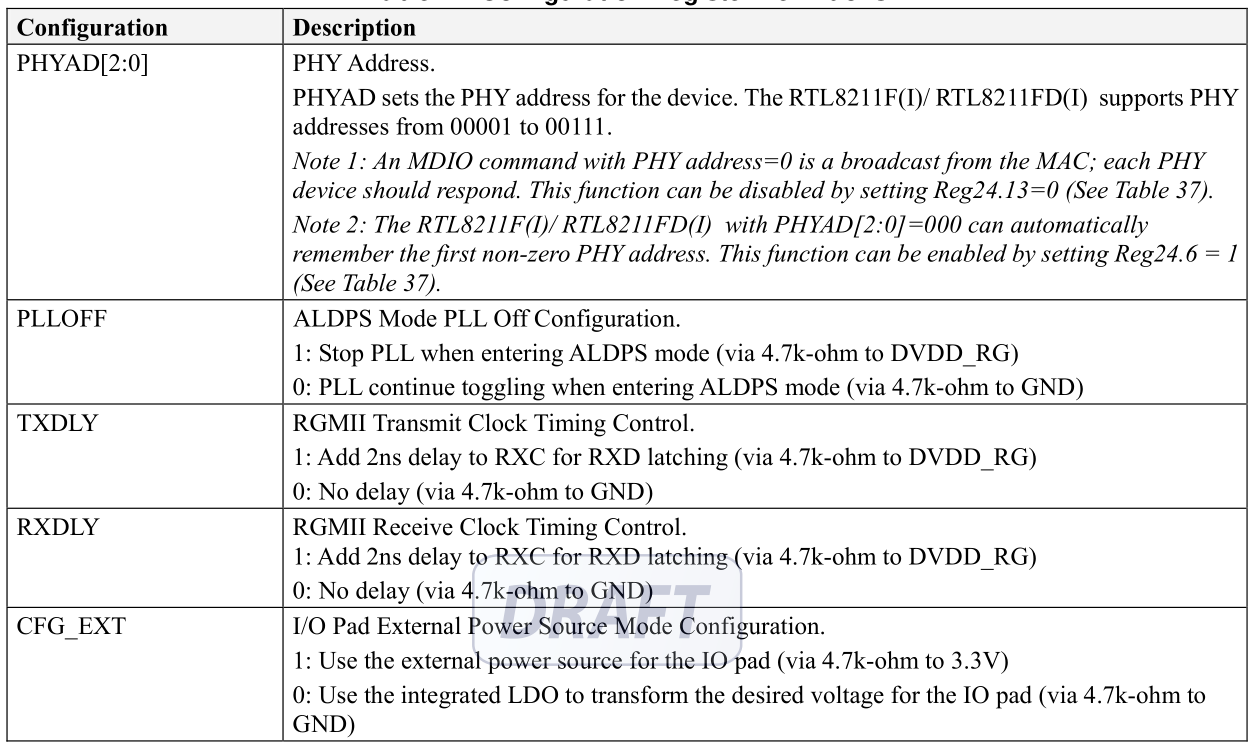 Configuration
Description
PHYAD[2:0]
PHY Address.
PHYAD sets the PHY address for the device. The RTL8211F(I)/ RTL8211FD(I) supports PHY
addresses from 00001 to 00111.
Note 1: An MDIO command with PHY address=0 is a broadcast from the MAC; each PHY
device should respond. This function can be disabled by setting Reg24.13=0 (See Table 37).
Note 2: The RTL8211F(I)/ RTL8211FD(I) with PHYAD[2:0]=000 can automatically
remember the first non-zero PHY address. This function can be enabled by setting Reg24.6 = 1
(See Table 37).
PLLOFF
ALDPS Mode PLL Off Configuration.
1: Stop PLL when entering ALDPS mode (via 4.7k-ohm to DVDD_RG)
0: PLL continue toggling when entering ALDPS mode (via 4.7k-ohm to GND)
TXDLY
RGMII Transmit Clock Timing Control.
1: Add 2ns delay to RXC for RXD latching (via 4.7k-ohm to DVDD_RG)
0: No delay (via 4.7k-ohm to GND)
RXDLY
RGMII Receive Clock Timing Control.
1: Add 2ns delay to RXC for RXD latching (via 4.7k-ohm to DVDD_RG)
0: No delay (via 4.7k-ohm to GND)
DRAFT
CFG_EXT
I/O Pad External Power Source Mode Configuration.
1: Use the external power source for the IO pad (via 4.7k-ohm to 3.3V)
0: Use the integrated LDO to transform the desired voltage for the IO pad (via 4.7k-ohm to
GND)